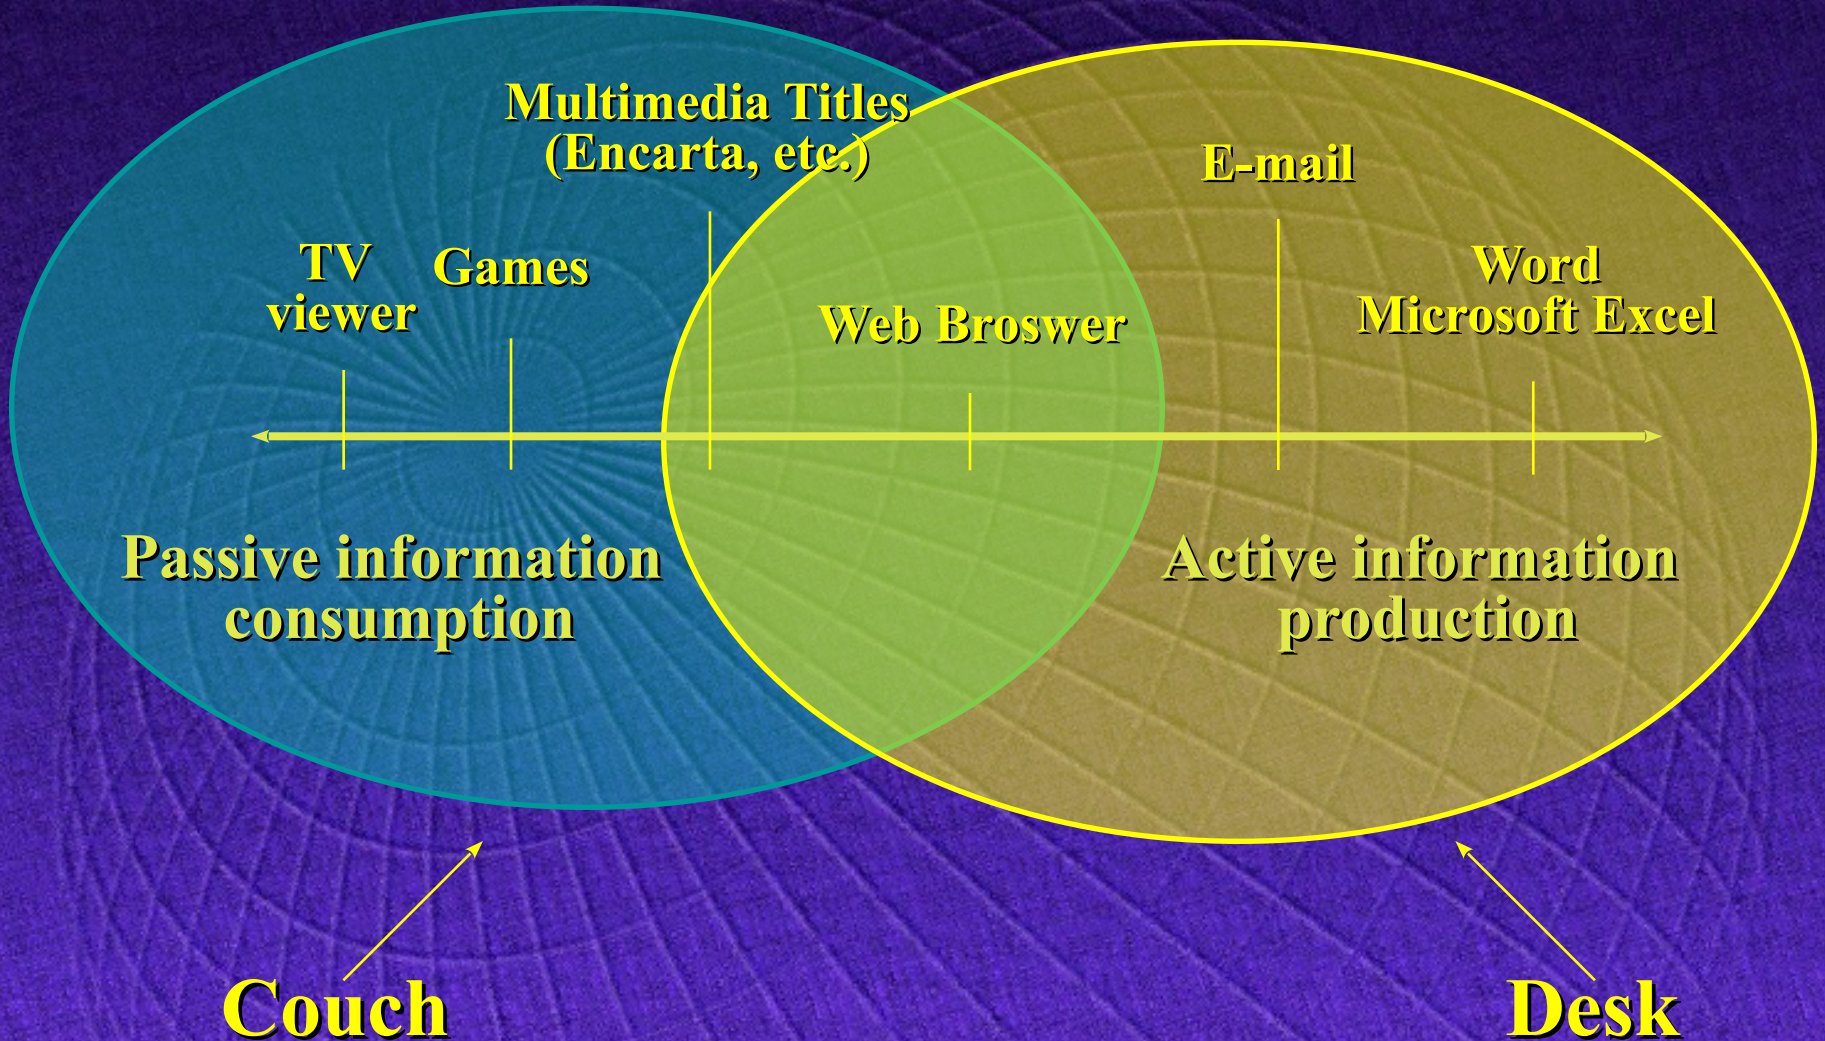 Multimedia Titles
(Encarta, etc.)
E-mail
TV
viewer
Games
Web Broswer
Word
Microsoft Excel
Passive information
consumption
Active information
production
Couch
Desk